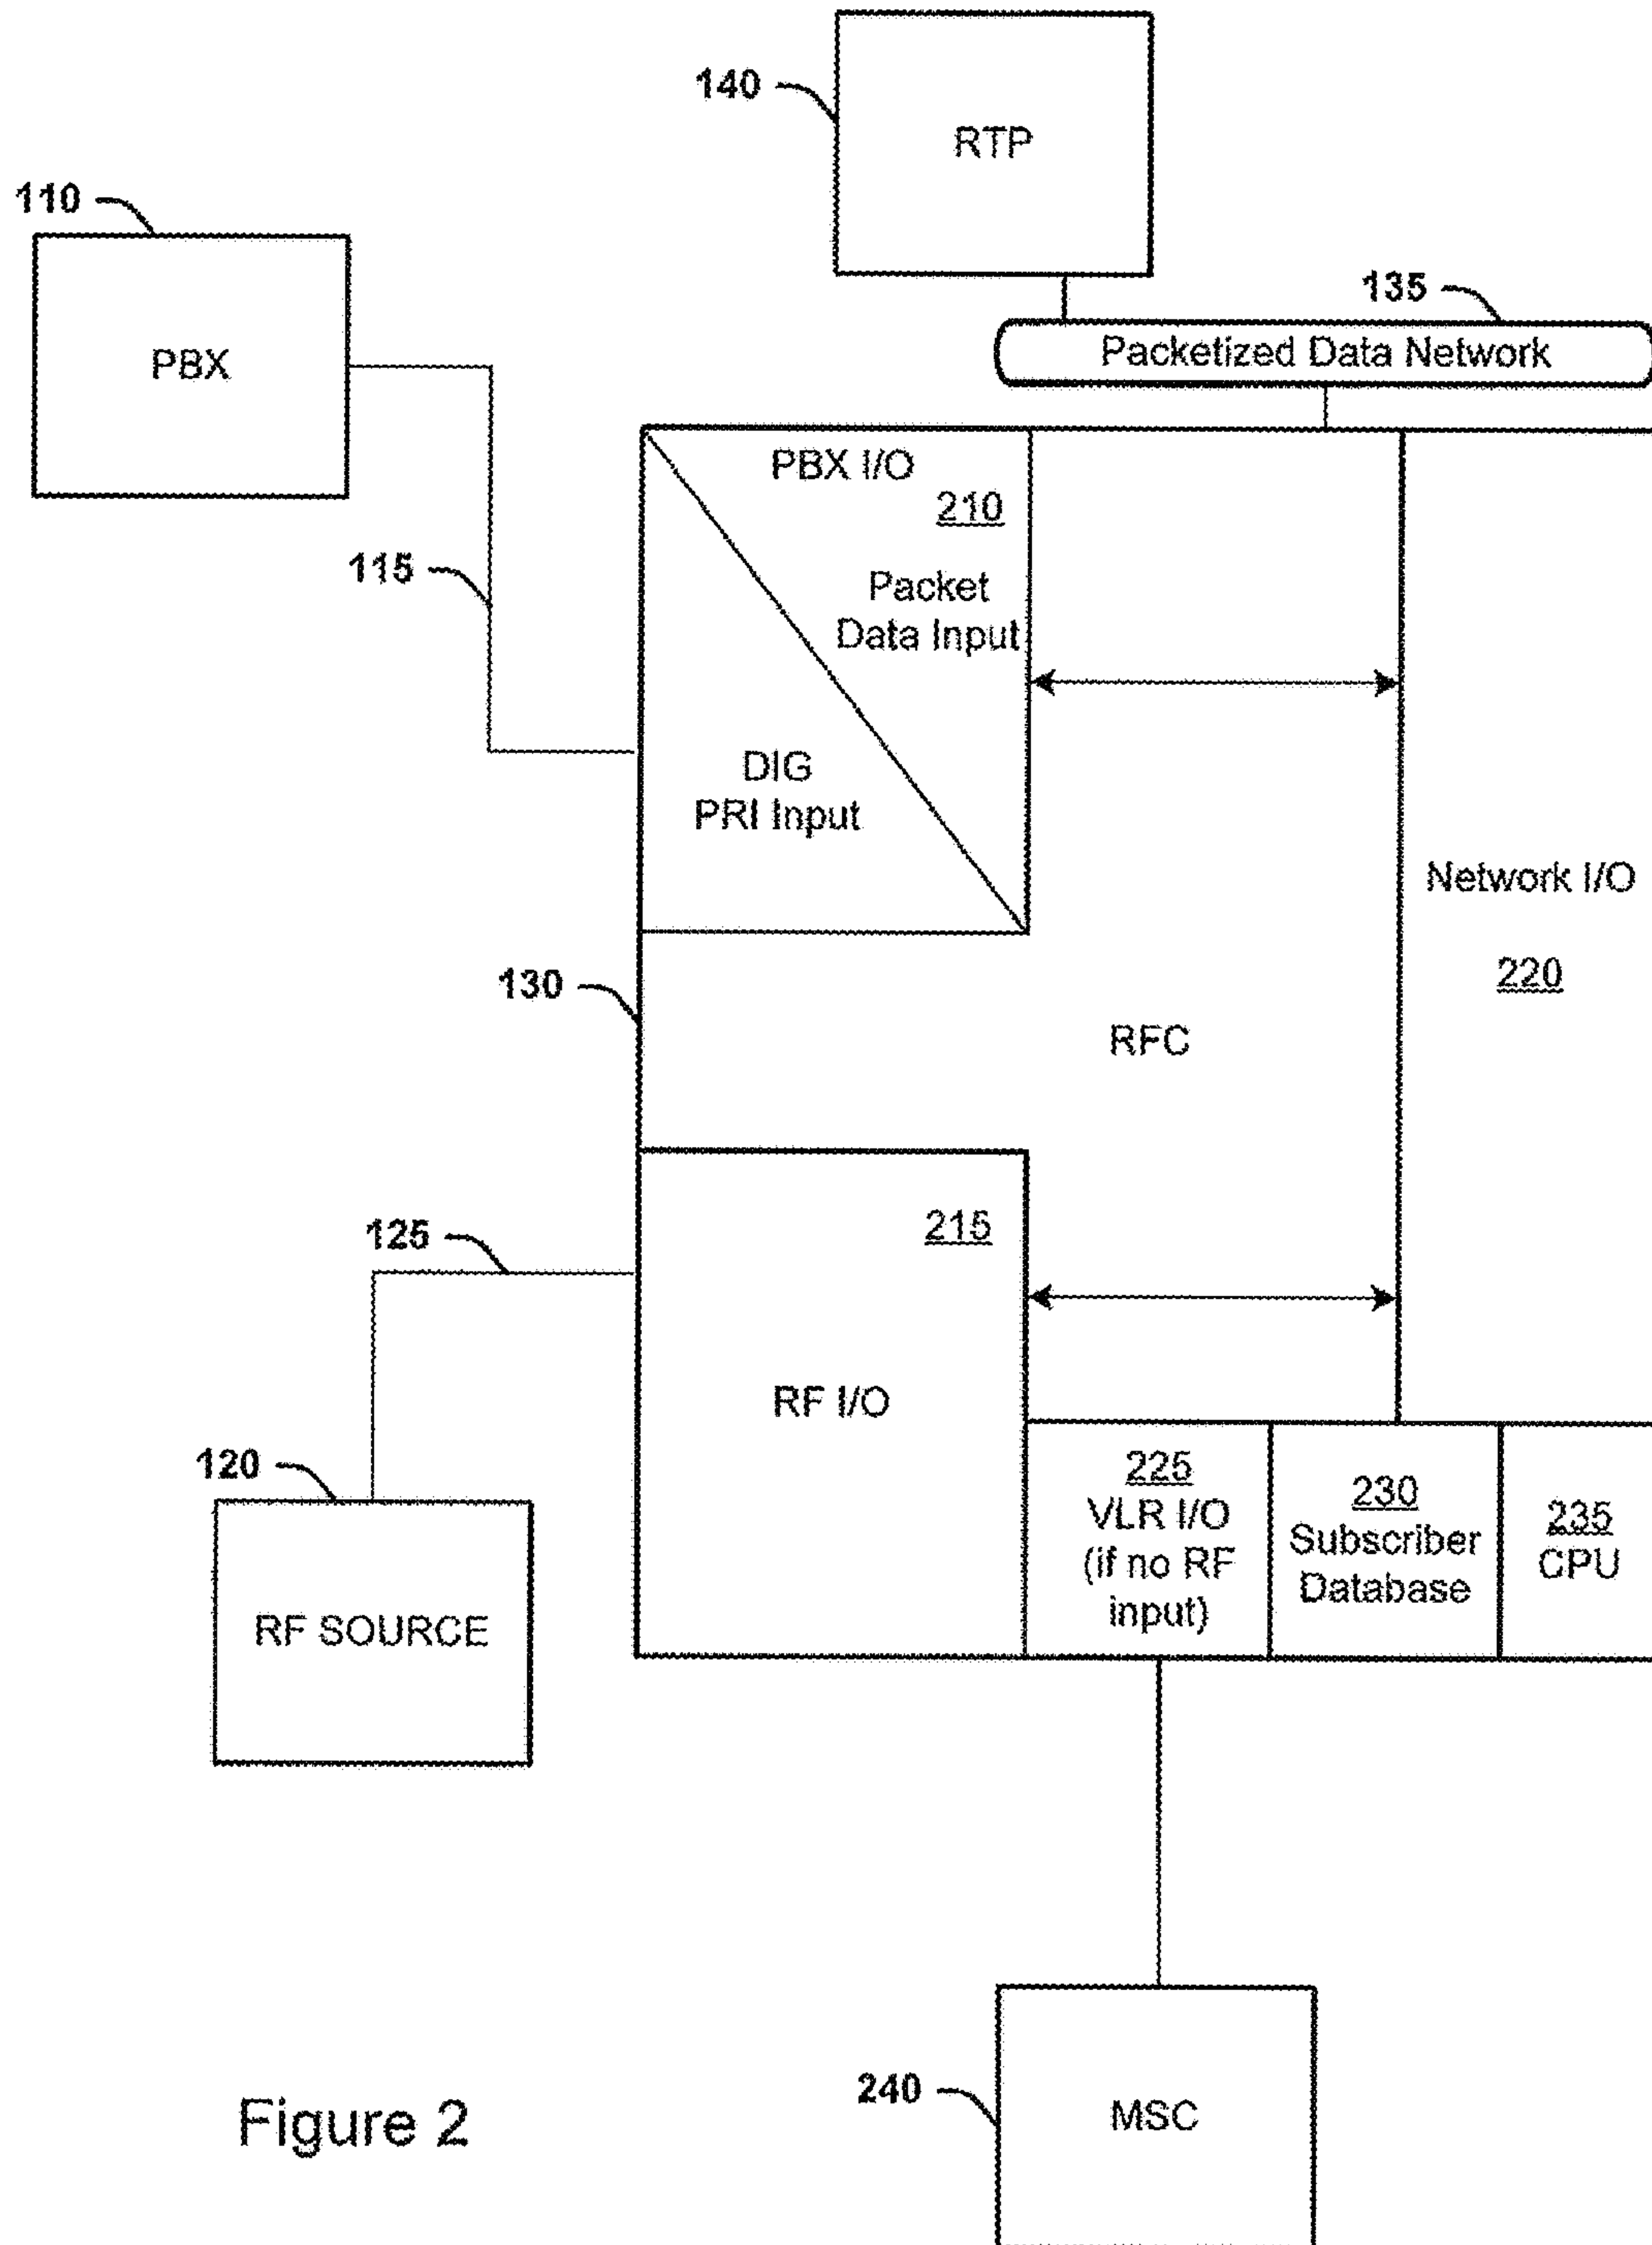 140
RTP
110
135
PBX
Packetized Data Network
PBX I/O
210
115
Packet
Data Input
DIG
PRI Input
Network I/O
220
130
RFC
215
125
RF I/O
120
RF SOURCE
225
VLR I/O
(if no RF
input)
230
Subscriber
Database
235
CPU
240
MSC
Figure 2